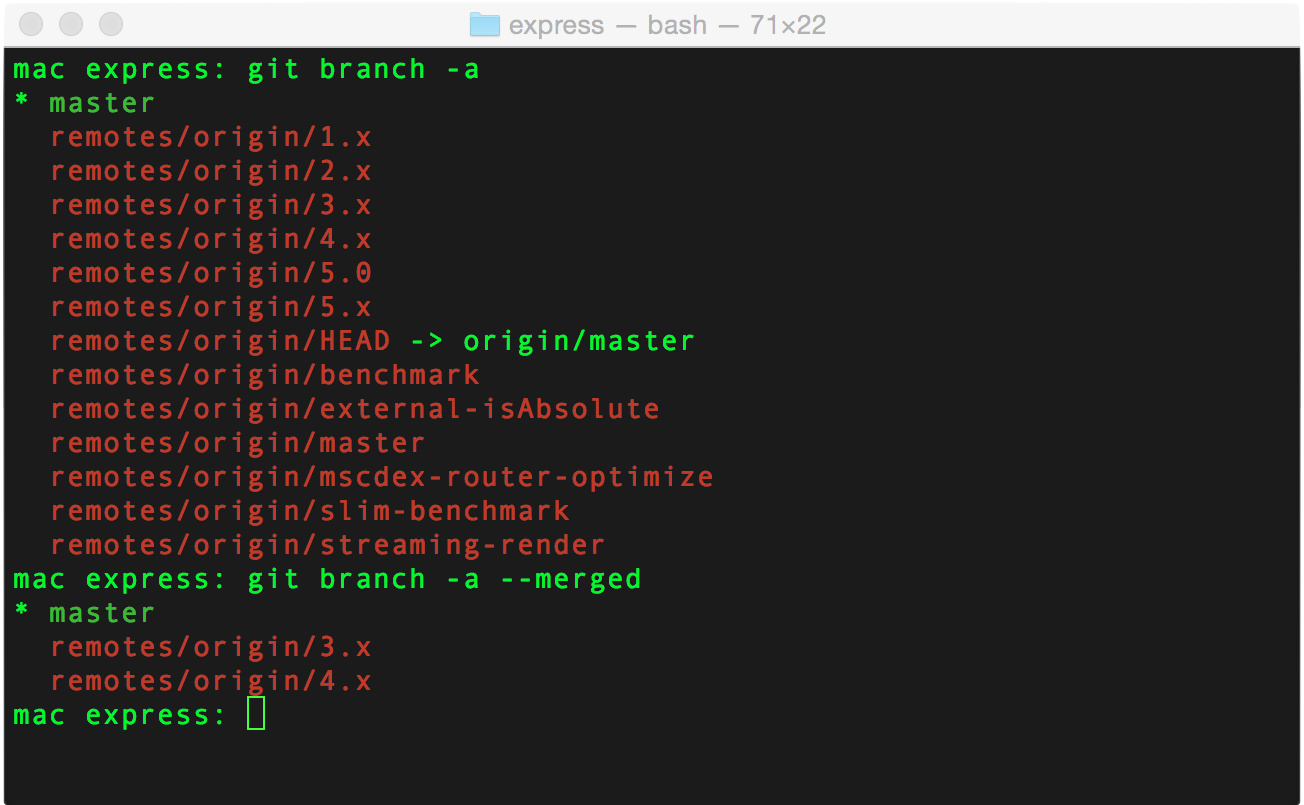 express — bash — 71×22
mac express: git branch -a
* master
  remotes/origin/1.x
  remotes/origin/2.x
  remotes/origin/3.x
  remotes/origin/4.x
  remotes/origin/5.0
  remotes/origin/5.x
  remotes/origin/HEAD -> origin/master
  remotes/origin/benchmark
  remotes/origin/external-isAbsolute
  remotes/origin/master
  remotes/origin/mscdex-router-optimize
  remotes/origin/slim-benchmark
  remotes/origin/streaming-render
mac express: git branch -a --merged
* master
  remotes/origin/3.x
  remotes/origin/4.x
mac express: